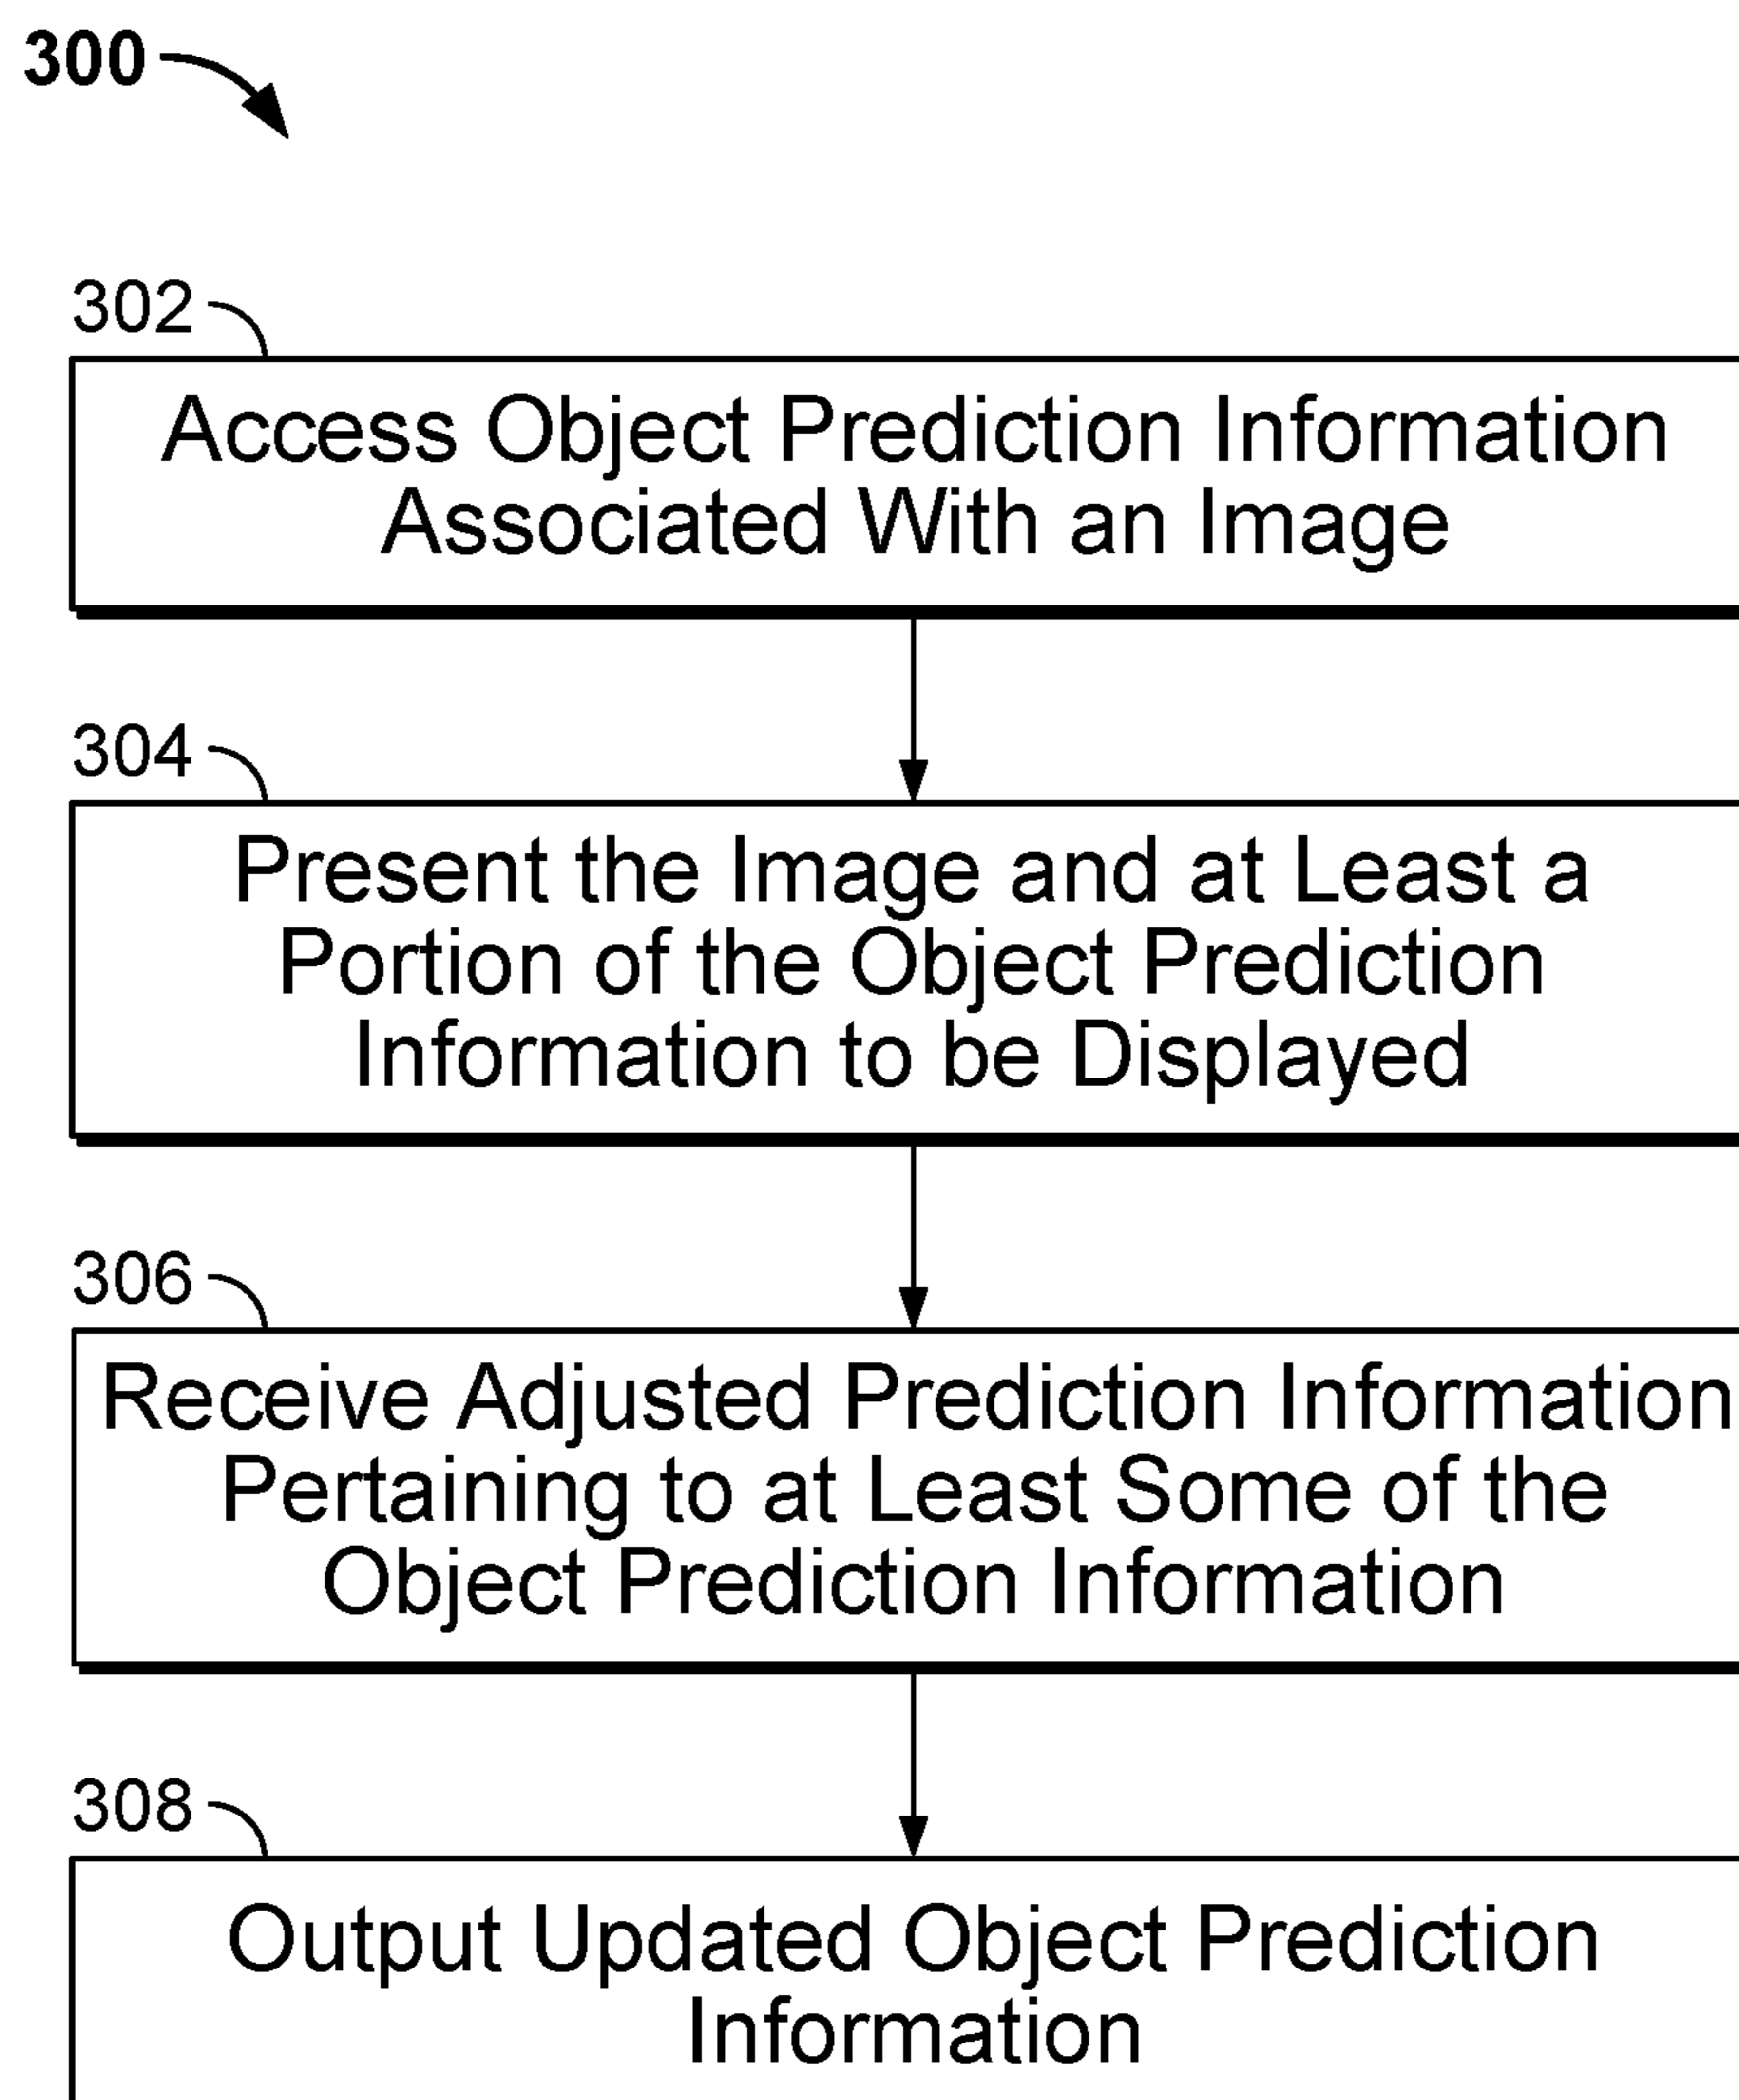 300
302
Access Object Prediction Information
Associated With an Image
304
Present the Image and at Least a
Portion of the Object Prediction
Information to be Displayed
306
Receive Adjusted Prediction Information
Pertaining to at Least Some of the
Object Prediction Information
308
Output Updated Object Prediction
Information